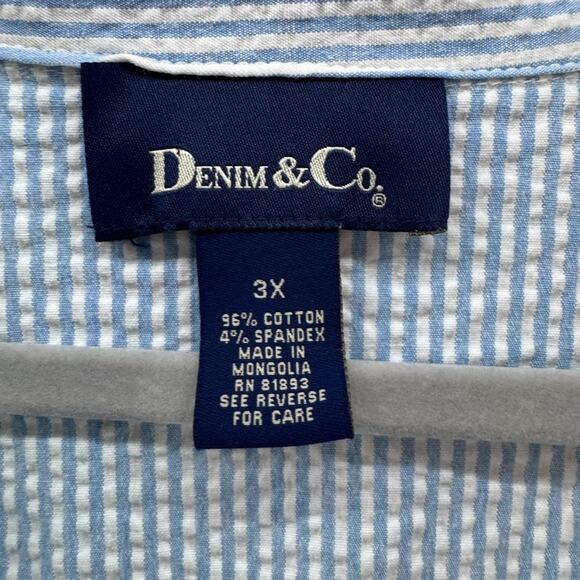 DENIM & CO.®
3X
96% COTTON
4% SPANDEX
MADE IN
MONGOLIA
RN 81893
SEE REVERSE
FOR CARE